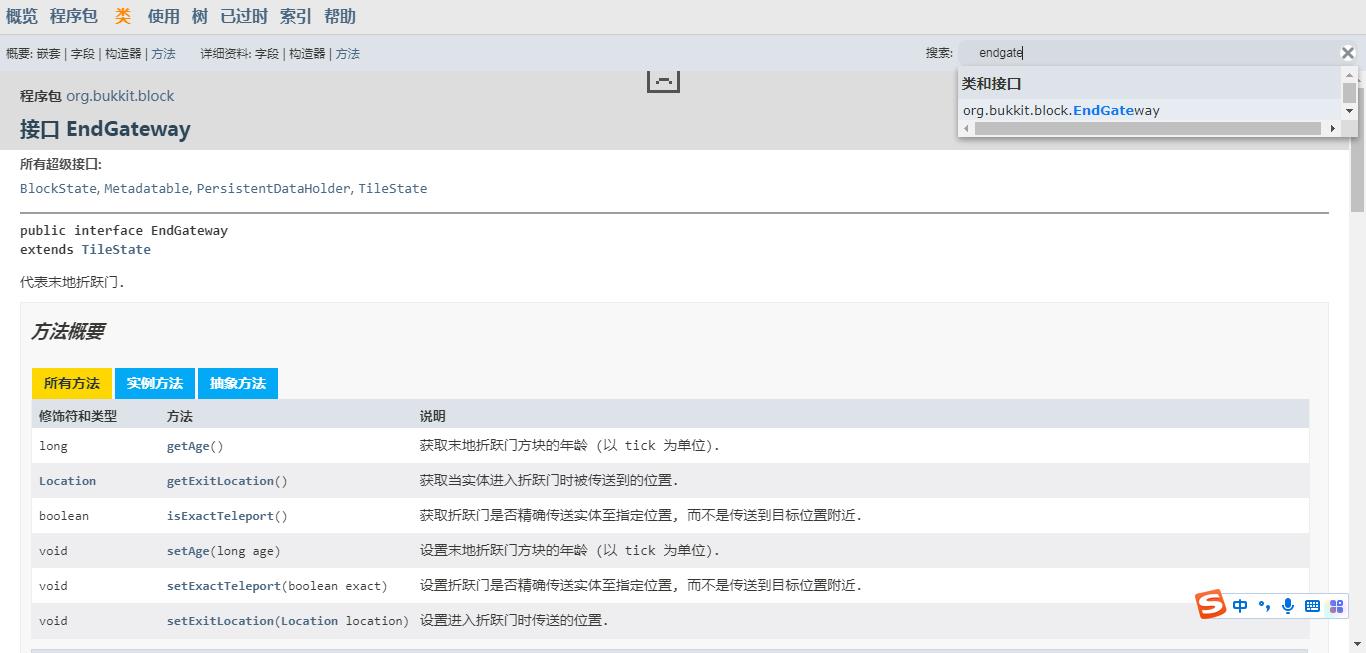 概览 程序包 类 使用 树 已过时 索引 帮助
概要: 嵌套 | 字段 | 构造器 | 方法 详细资料: 字段 | 构造器 | 方法 搜索: endgate
类和接口
org.bukkit.block.EndGateway
程序包 org.bukkit.block
接口 EndGateway
所有超级接口:
BlockState, Metadatable, PersistentDataHolder, TileState
public interface EndGateway
extends TileState
代表末地折跃门.
方法概要
所有方法 实例方法 抽象方法
修饰符和类型 方法 说明
long getAge() 获取末地折跃门方块的年龄 (以 tick 为单位).
Location getExitLocation() 获取当实体进入折跃门时被传送到的位置.
boolean isExactTeleport() 获取折跃门是否精确传送实体至指定位置, 而不是传送到目标位置附近.
void setAge(long age) 设置末地折跃门方块的年龄 (以 tick 为单位).
void setExactTeleport(boolean exact) 设置折跃门是否精确传送实体至指定位置, 而不是传送到目标位置附近.
void setExitLocation(Location location) 设置进入折跃门时传送的位置.
S 中